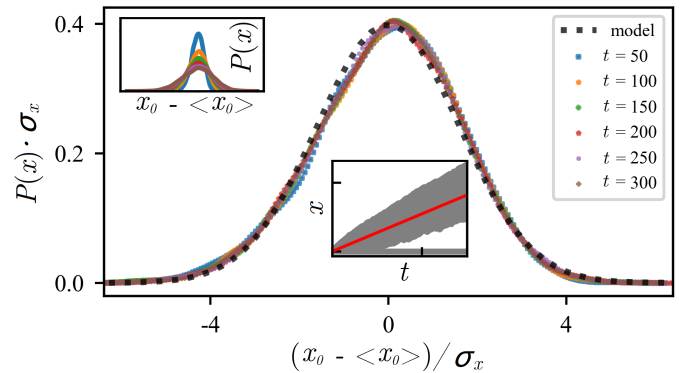 0.4
0.2
0.0
P(x)· σx
-4
0
4
(x0 - <x0>)/ σx
P(x)
x0 - <x0>
x
t
model
t = 50
t = 100
t = 150
t = 200
t = 250
t = 300